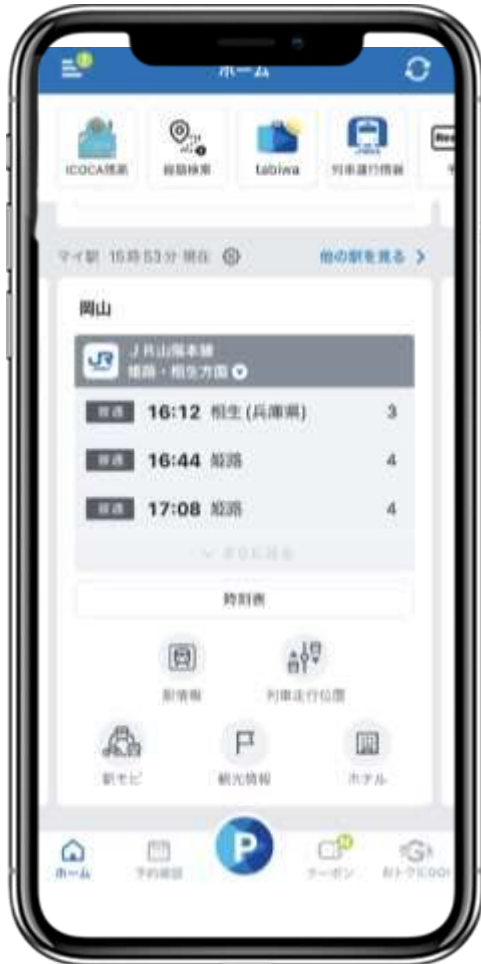 ホーム
ICOCA残高
経路検索
tabiwa
列車運行情報
マイ駅 15時53分 現在
他の駅を見る
岡山
JR
JR山陽本線
姫路・相生方面
普通 16:12 相生(兵庫県) 3
普通 16:44 姫路 4
普通 17:08 姫路 4
時刻表
駅情報
列車走行位置
駅ナビ
観光情報
ホテル
P
ホーム
予約確認
クーポン